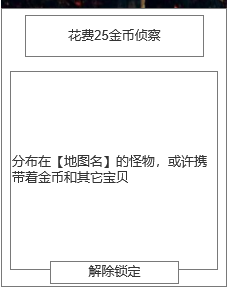 花费25金币侦察
分布在【地图名】的怪物，或许携
带着金币和其它宝贝
解除锁定